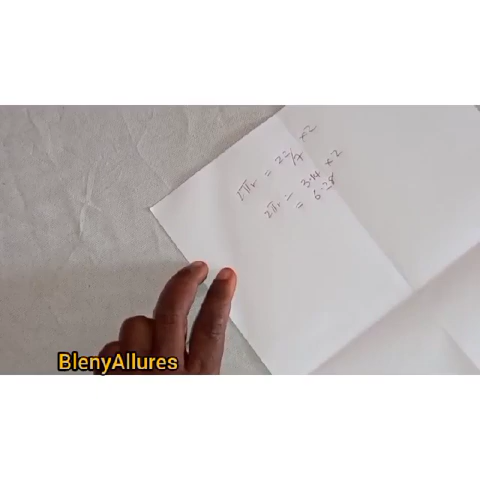 2πr = 22/7 × 2
2πr = 3.14 × 2
= 6.28
BlenyAllures